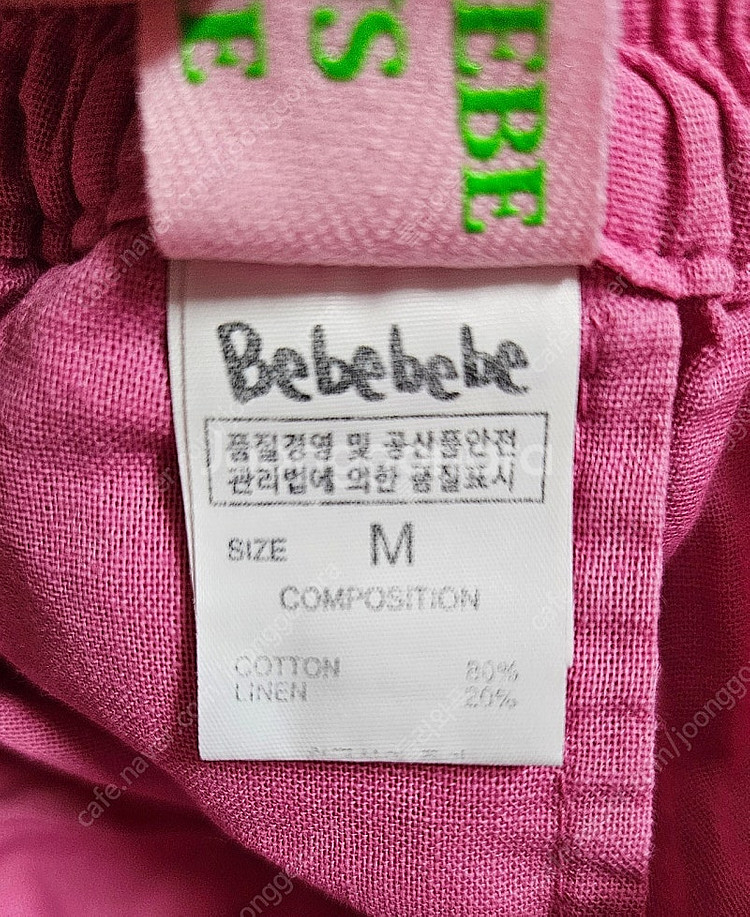 EBE
S
E
Bebebebe
품질경영 및 공산품안전
관리법에 의한 품질표시
SIZE M
COMPOSITION
COTTON 80%
LINEN 20%